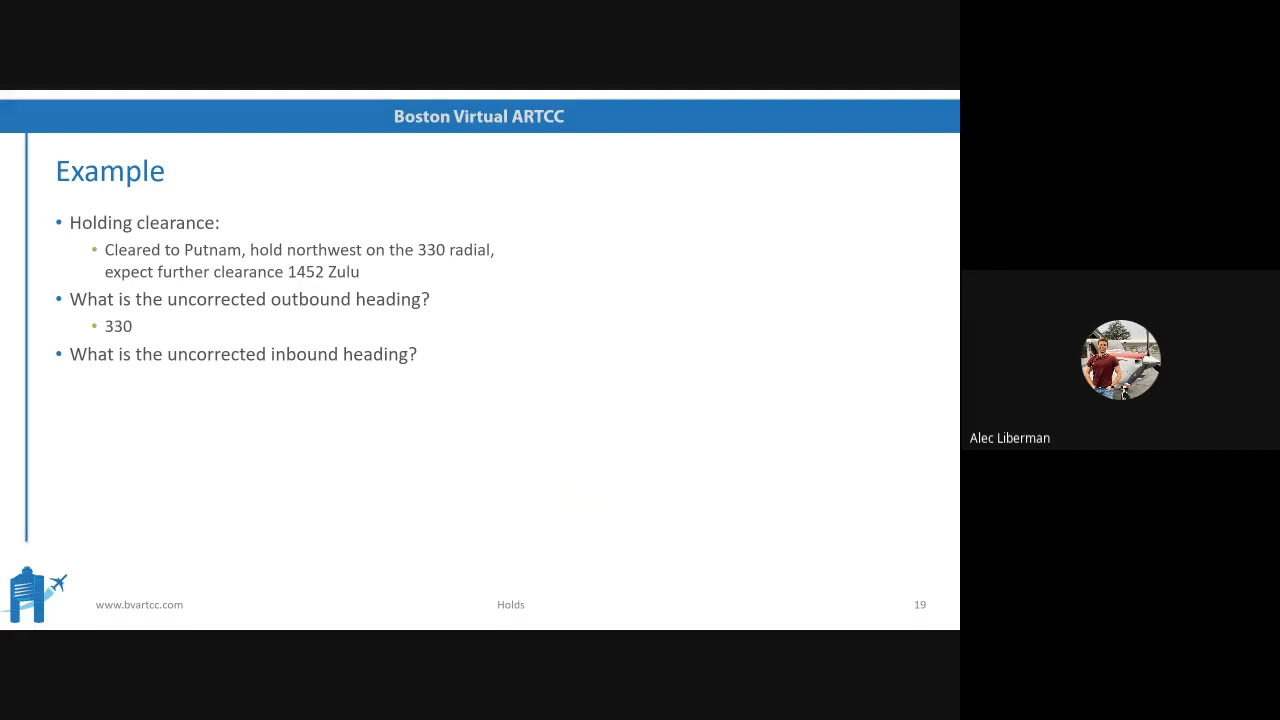 Boston Virtual ARTCC
Example
• Holding clearance:
• Cleared to Putnam, hold northwest on the 330 radial,
expect further clearance 1452 Zulu
• What is the uncorrected outbound heading?
• 330
• What is the uncorrected inbound heading?
Alec Liberman
www.bvartcc.com
Holds
19